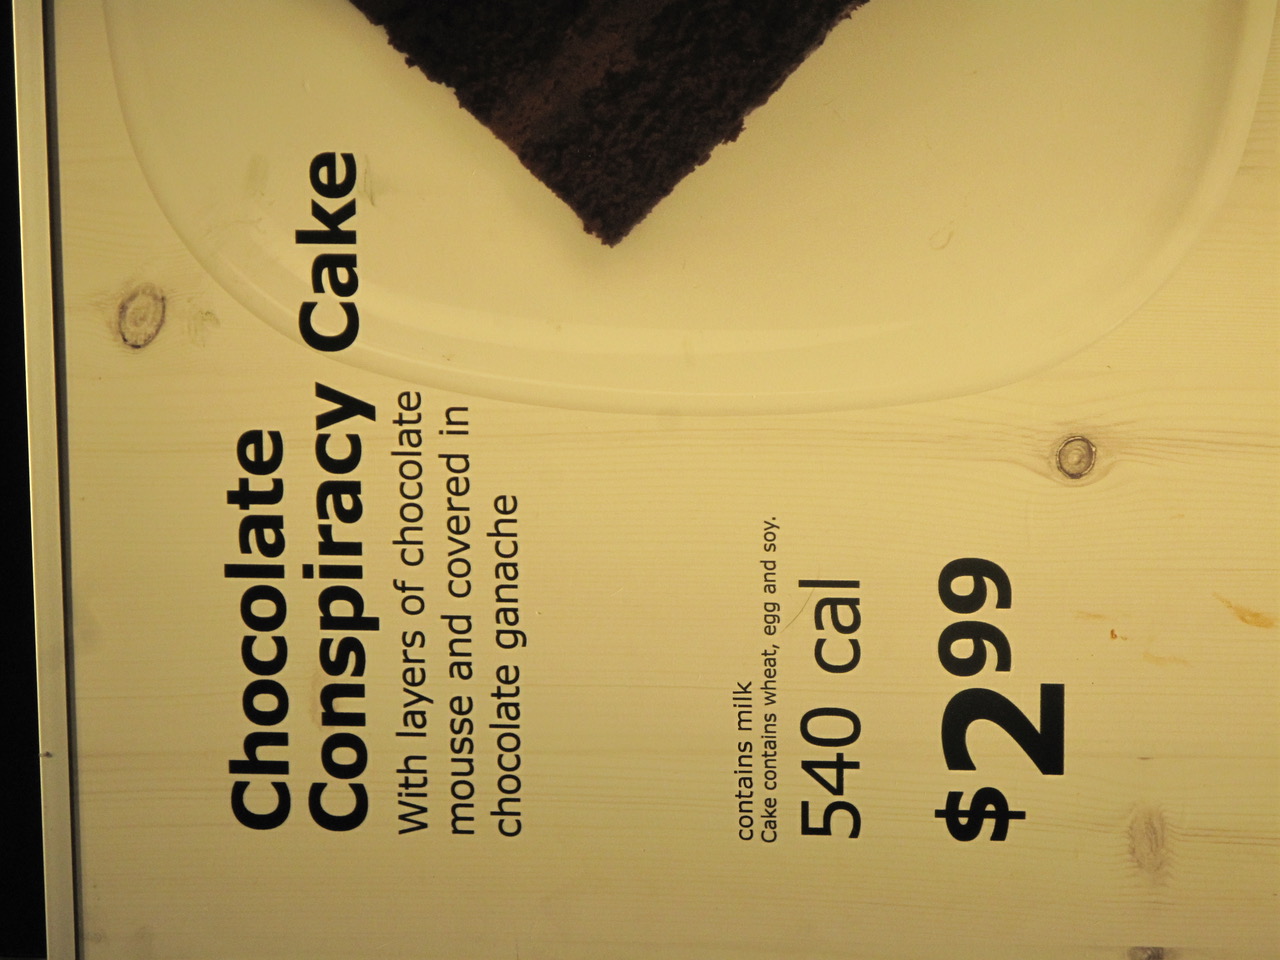 Chocolate
Conspiracy Cake
With layers of chocolate
mousse and covered in
chocolate ganache
contains milk
Cake contains wheat, egg and soy.
540 cal
$299